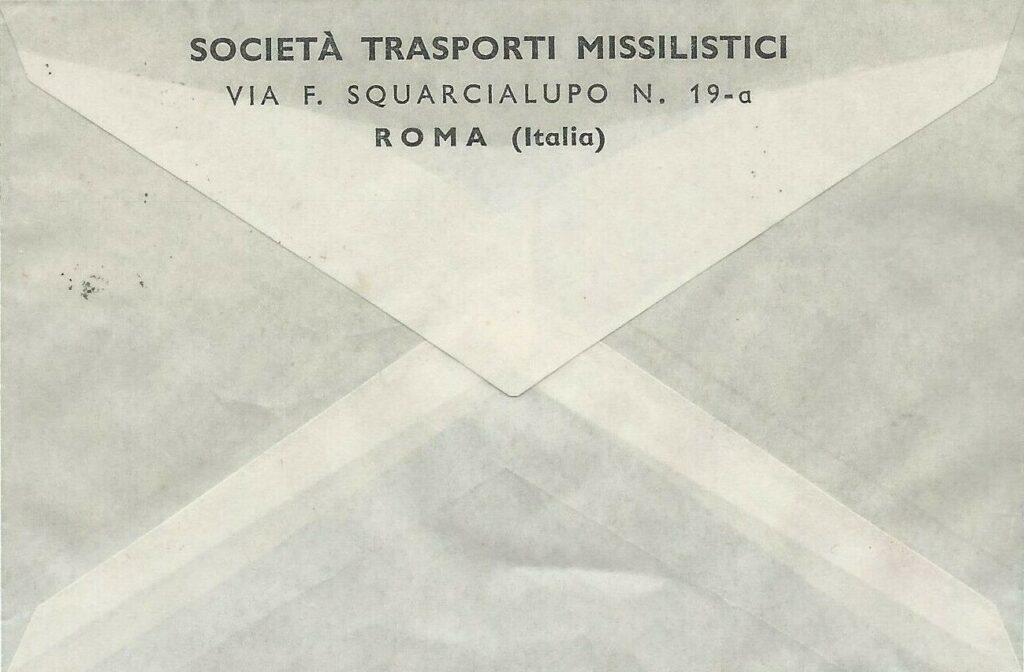 SOCIETÀ TRASPORTI MISSILISTICI
VIA F. SQUARCIALUPO N. 19-a
ROMA (Italia)